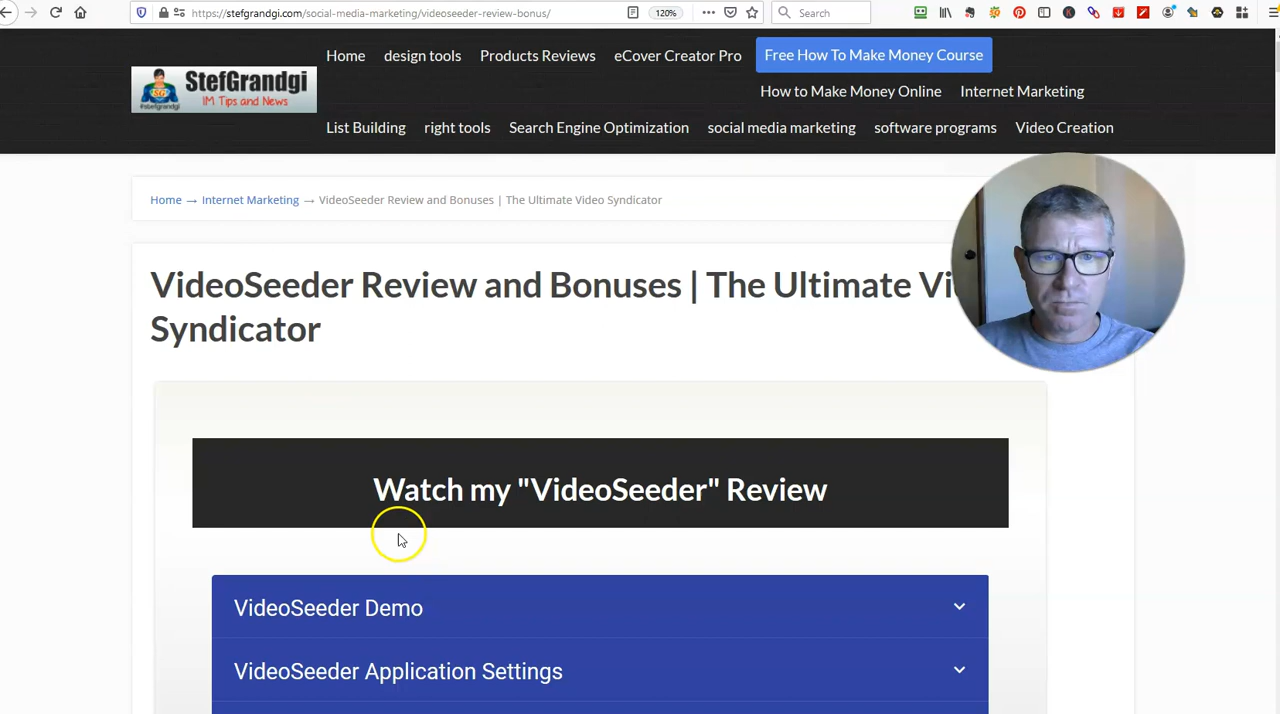 https://stefgrandgi.com/social-media-marketing/videoseeder-review-bonus/
120%
Search
StefGrandgi
IM Tips and News
#stefgrandgi
Home
design tools
Products Reviews
eCover Creator Pro
Free How To Make Money Course
How to Make Money Online
Internet Marketing
List Building
right tools
Search Engine Optimization
social media marketing
software programs
Video Creation
Home → Internet Marketing → VideoSeeder Review and Bonuses | The Ultimate Video Syndicator
VideoSeeder Review and Bonuses | The Ultimate Vi
Syndicator
Watch my "VideoSeeder" Review
VideoSeeder Demo
VideoSeeder Application Settings